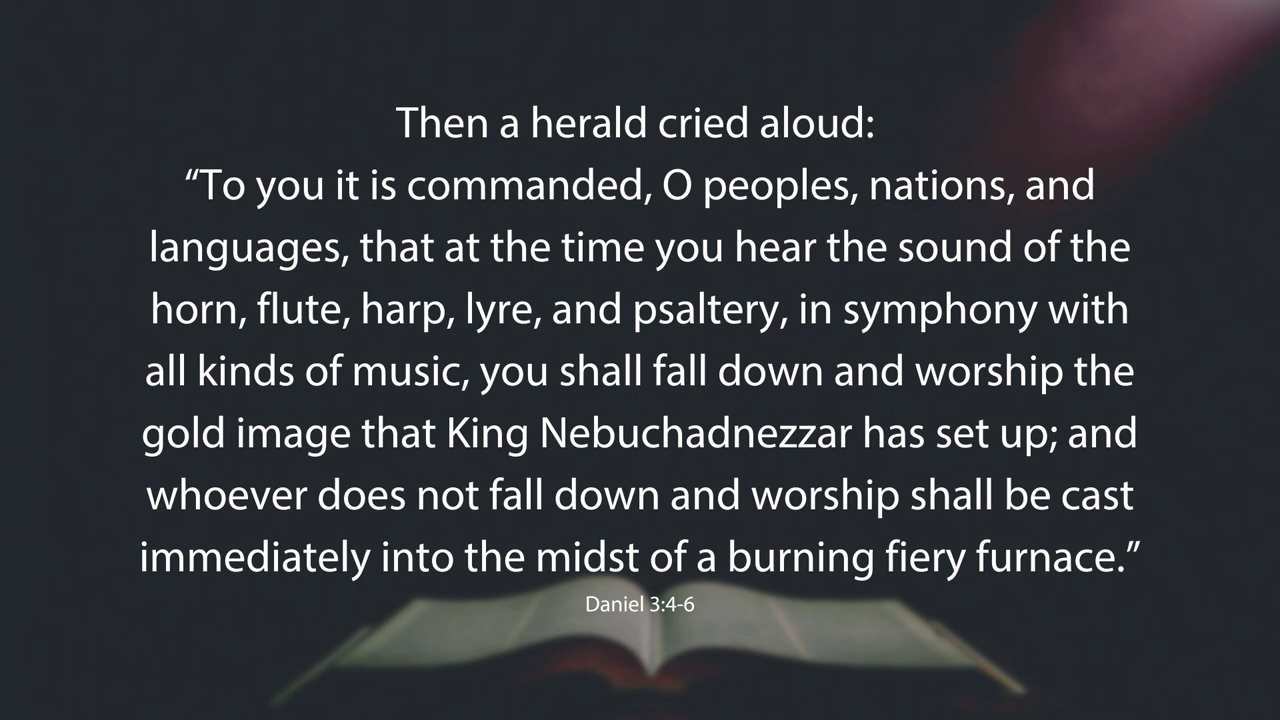 Then a herald cried aloud:
“To you it is commanded, O peoples, nations, and
languages, that at the time you hear the sound of the
horn, flute, harp, lyre, and psaltery, in symphony with
all kinds of music, you shall fall down and worship the
gold image that King Nebuchadnezzar has set up; and
whoever does not fall down and worship shall be cast
immediately into the midst of a burning fiery furnace.”
Daniel 3:4-6